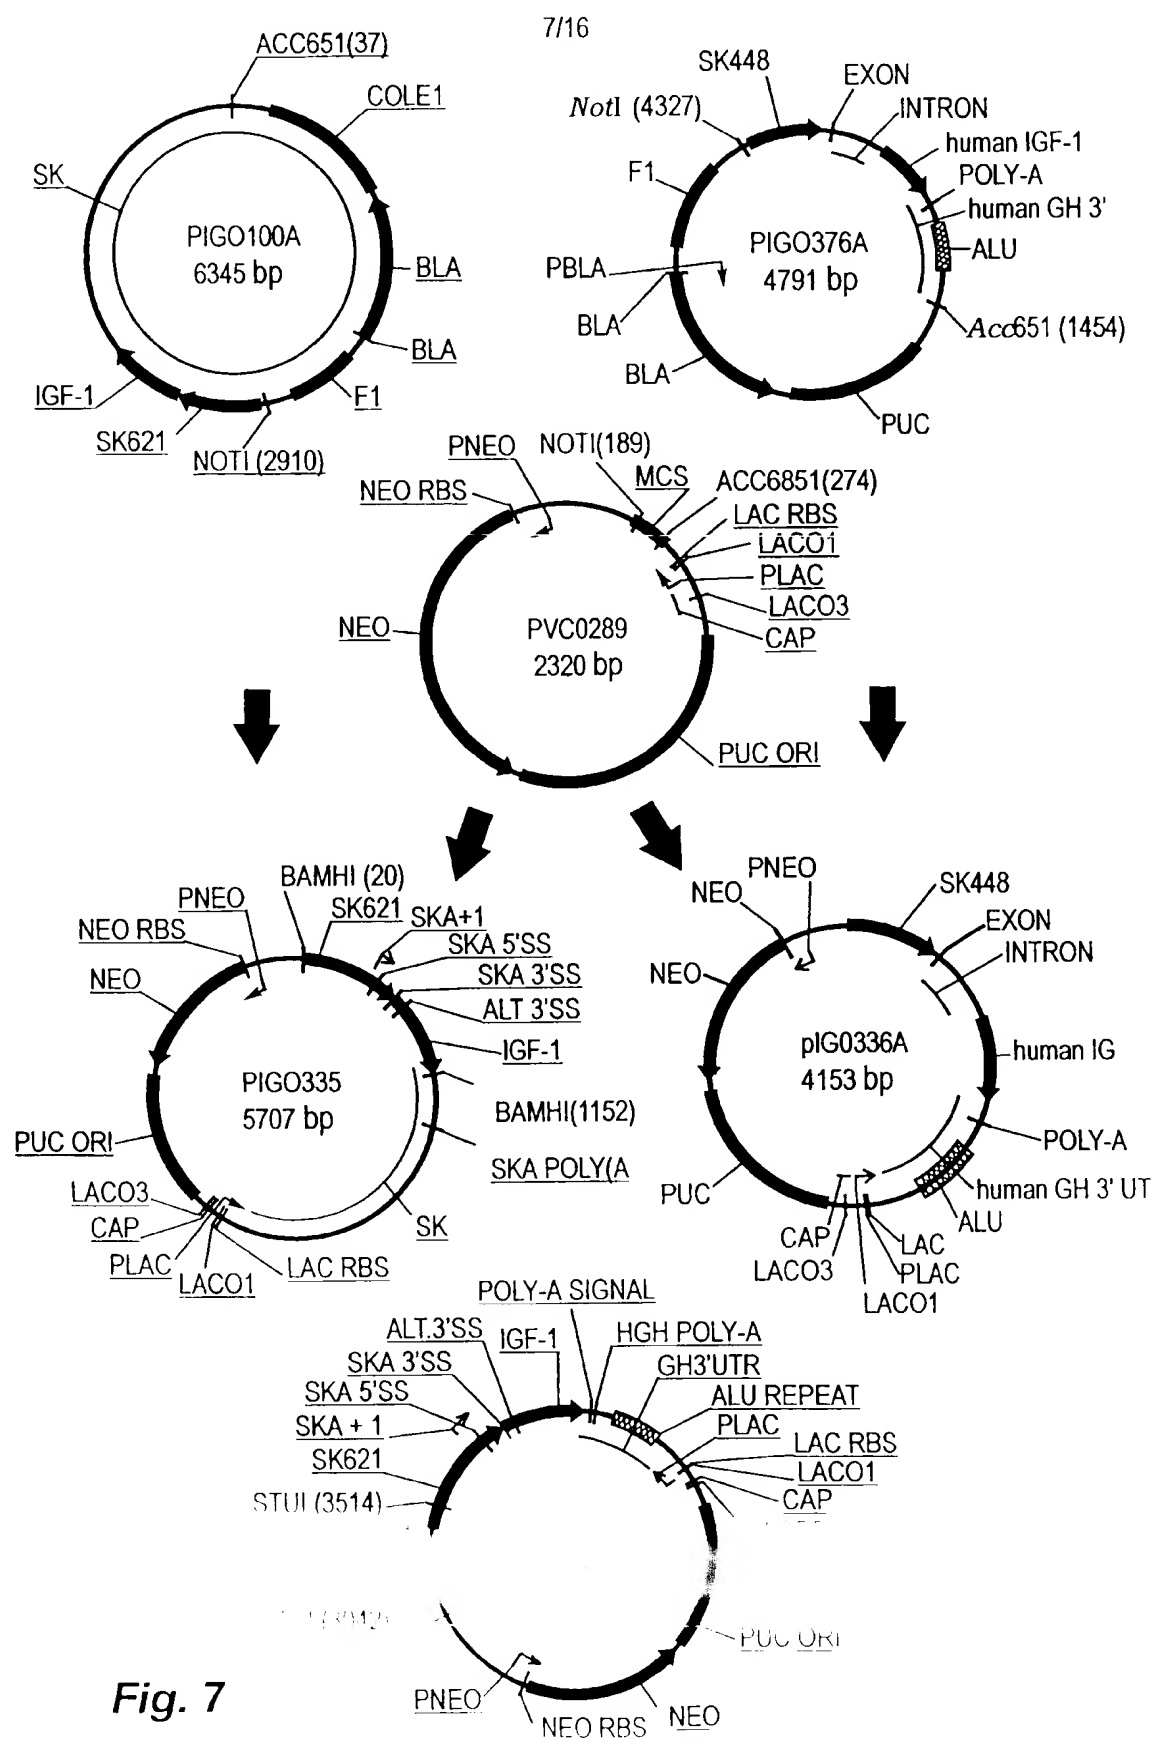 7/16
ACC651(37)
COLE1
SK
PIGO100A
6345 bp
BLA
BLA
F1
IGF-1
SK621
NOTI (2910)
SK448
EXON
NotI (4327)
INTRON
human IGF-1
F1
POLY-A
human GH 3'
PIGO376A
4791 bp
ALU
PBLA
BLA
Acc651 (1454)
BLA
PUC
PNEO
NOTI(189)
MCS
NEO RBS
ACC6851(274)
LAC RBS
LACO1
PLAC
LACO3
CAP
NEO
PVC0289
2320 bp
PUC ORI
BAMHI (20)
PNEO
SK621
SKA+1
NEO RBS
SKA 5'SS
SKA 3'SS
NEO
ALT 3'SS
IGF-1
PIGO335
5707 bp
BAMHI(1152)
PUC ORI
SKA POLY(A
LACO3
CAP
SK
PLAC
LACO1
LAC RBS
PNEO
NEO
SK448
EXON
INTRON
NEO
pIG0336A
4153 bp
human IG
POLY-A
PUC
human GH 3' UT
ALU
CAP
LAC
LACO3
PLAC
LACO1
POLY-A SIGNAL
ALT.3'SS
IGF-1
HGH POLY-A
SKA 3'SS
GH3'UTR
SKA 5'SS
ALU REPEAT
SKA + 1
PLAC
LAC RBS
SK621
LACO1
STUI (3514)
CAP
PUC ORI
PNEO
NEO RBS
NEO
Fig. 7